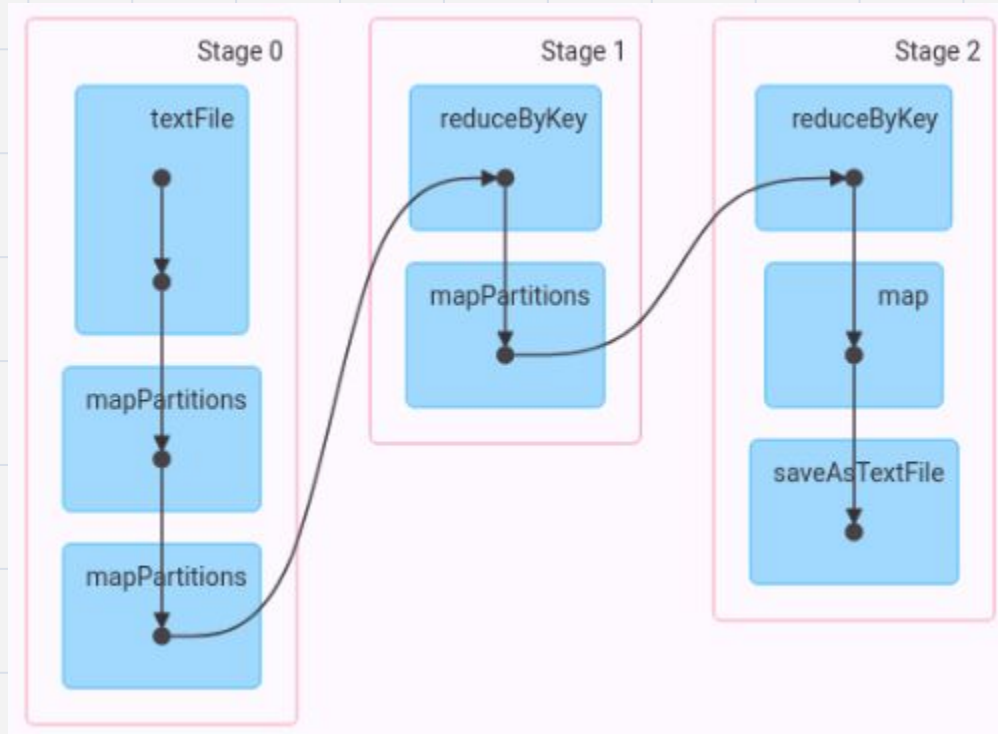 Stage 0
textFile
mapPartitions
mapPartitions
Stage 1
reduceByKey
mapPartitions
Stage 2
reduceByKey
map
saveAsTextFile